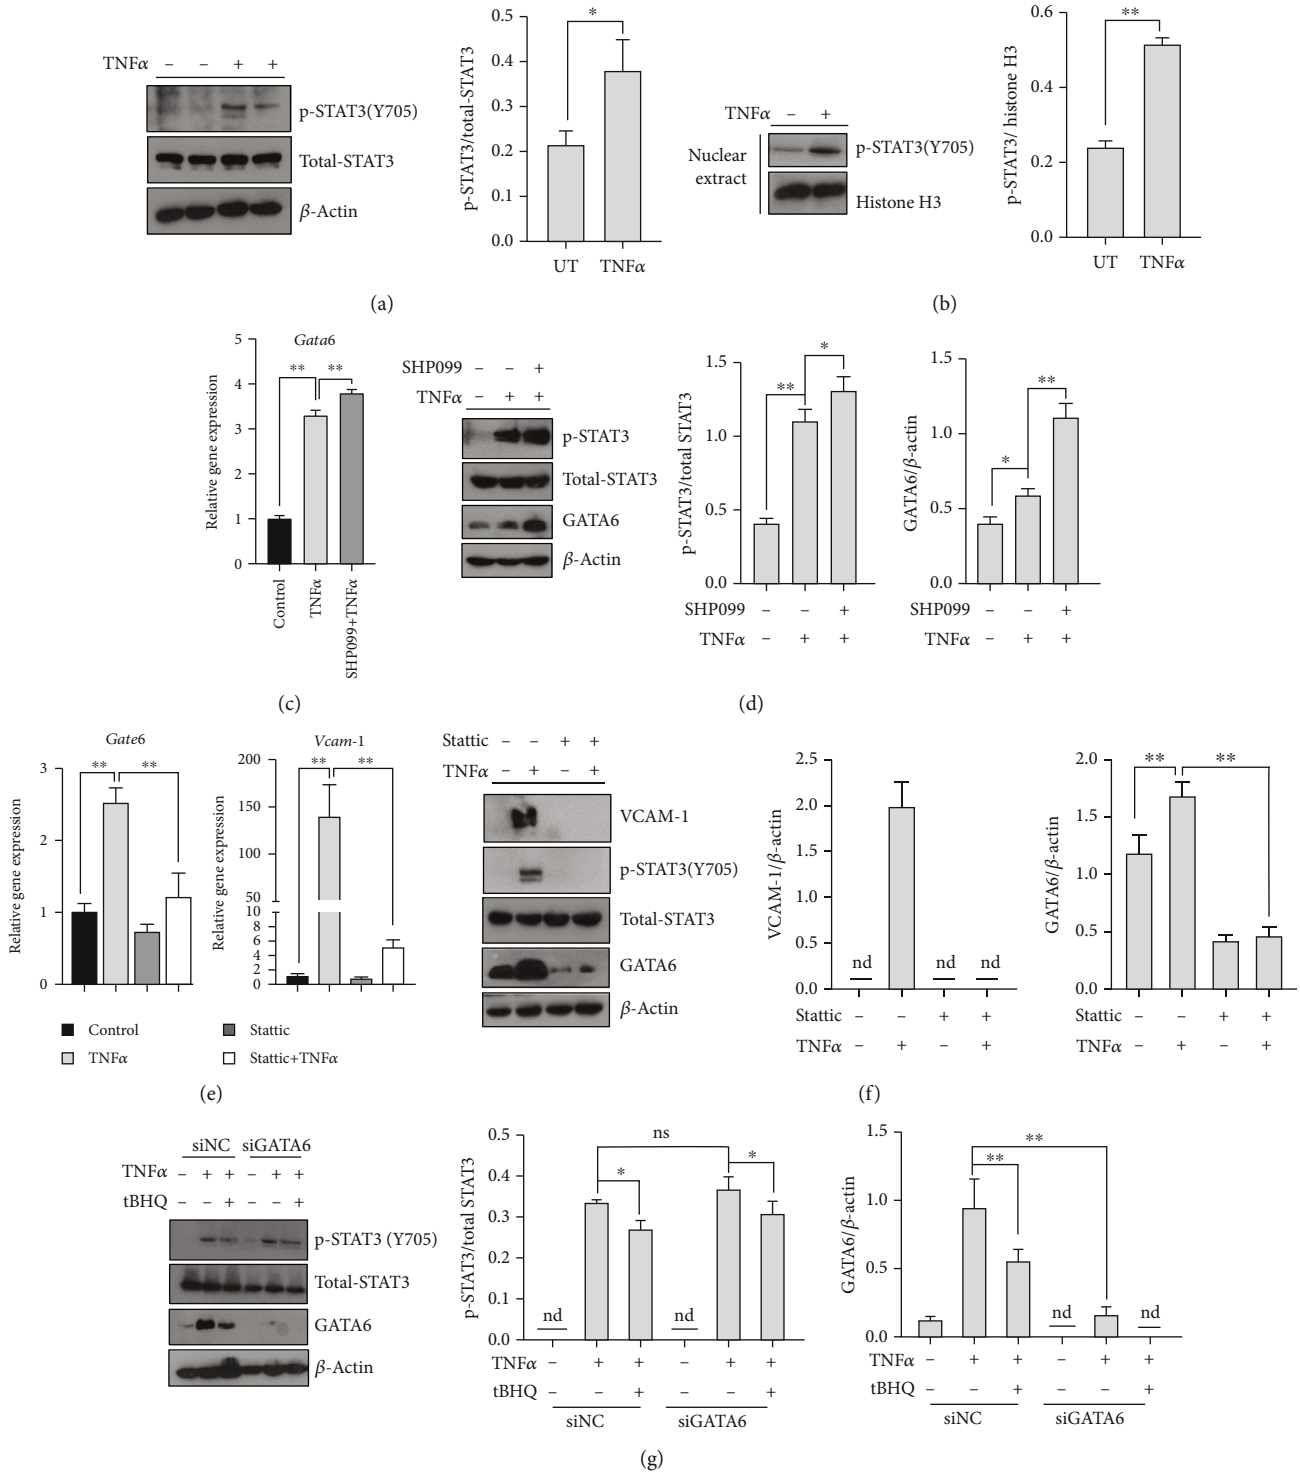 TNFα – – + +
p-STAT3(Y705)
Total-STAT3
β-Actin
p-STAT3/total-STAT3
0.5
0.4
0.3
0.2
0.1
0.0
*
UT TNFα
(a)
TNFα – +
Nuclear
extract
p-STAT3(Y705)
Histone H3
p-STAT3/ histone H3
0.6
0.4
0.2
0.0
**
UT TNFα
(b)
Gata6
Relative gene expression
5
4
3
2
1
0
** **
Control
TNFα
SHP099+TNFα
(c)
SHP099 – – +
TNFα – + +
p-STAT3
Total-STAT3
GATA6
β-Actin
p-STAT3/total STAT3
1.5
1.0
0.5
0.0
**
*
SHP099 – – +
TNFα – + +
GATA6/β-actin
1.5
1.0
0.5
0.0
*
**
SHP099 – – +
TNFα – + +
(d)
Gate6
Relative gene expression
3
2
1
0
** **
Vcam-1
Relative gene expression
200
150
100
50
10
8
6
4
2
0
** **
Control
TNFα
Stattic
Stattic+TNFα
(e)
Stattic – – + +
TNFα – + – +
VCAM-1
p-STAT3(Y705)
Total-STAT3
GATA6
β-Actin
VCAM-1/β-actin
2.5
2.0
1.5
1.0
0.5
0.0
nd nd nd
Stattic – – + +
TNFα – + – +
GATA6/β-actin
2.0
1.5
1.0
0.5
0.0
** **
Stattic – – + +
TNFα – + – +
(f)
siNC siGATA6
TNFα – + + – + +
tBHQ – – + – – +
p-STAT3 (Y705)
Total-STAT3
GATA6
β-Actin
p-STAT3/total STAT3
0.5
0.4
0.3
0.2
0.1
0.0
ns
* *
nd nd
TNFα – + + – + +
tBHQ – – + – – +
siNC siGATA6
GATA6/β-actin
1.5
1.0
0.5
0.0
**
**
nd nd
TNFα – + + – + +
tBHQ – – + – – +
siNC siGATA6
(g)